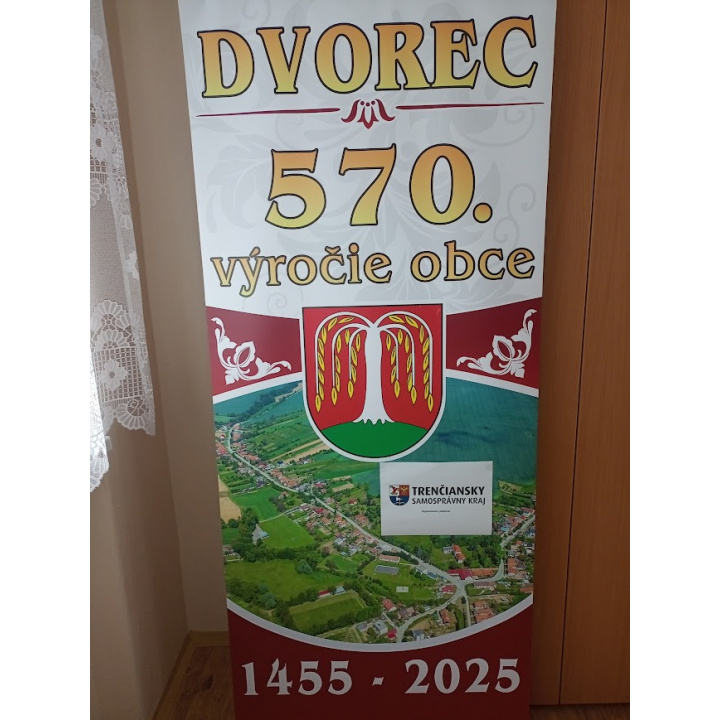 DVOREC
570.
výročie obce
TRENČIANSKY
SAMOSPRÁVNY KRAJ
1455 - 2025